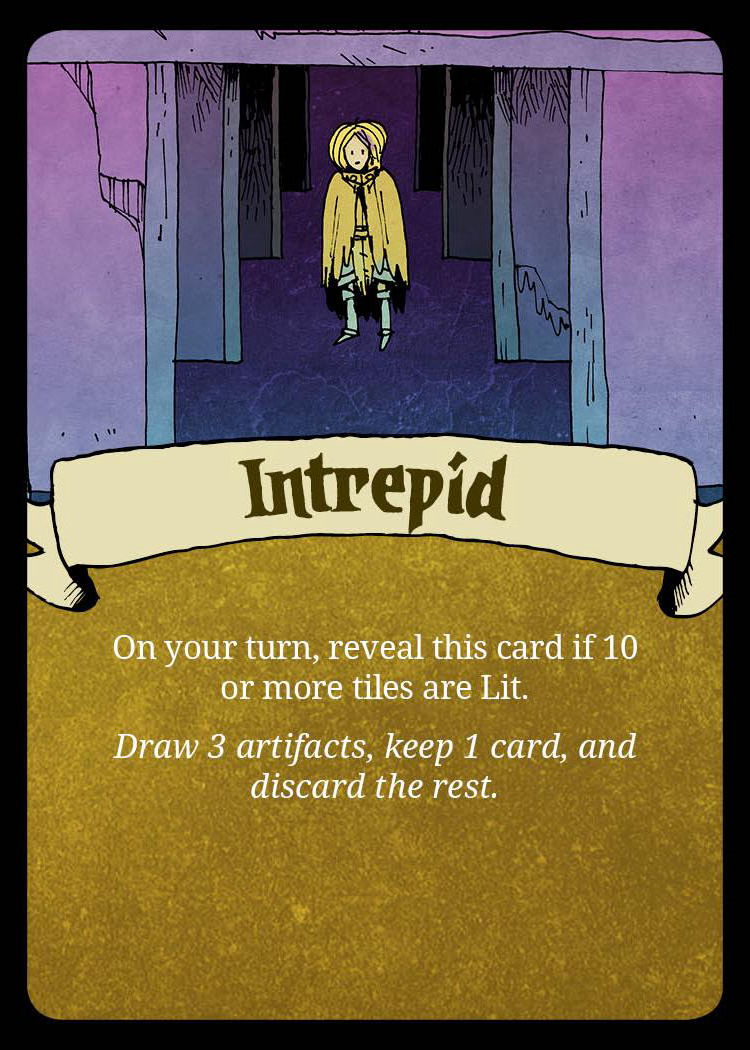 Intrepid
On your turn, reveal this card if 10
or more tiles are Lit.
Draw 3 artifacts, keep 1 card, and
discard the rest.